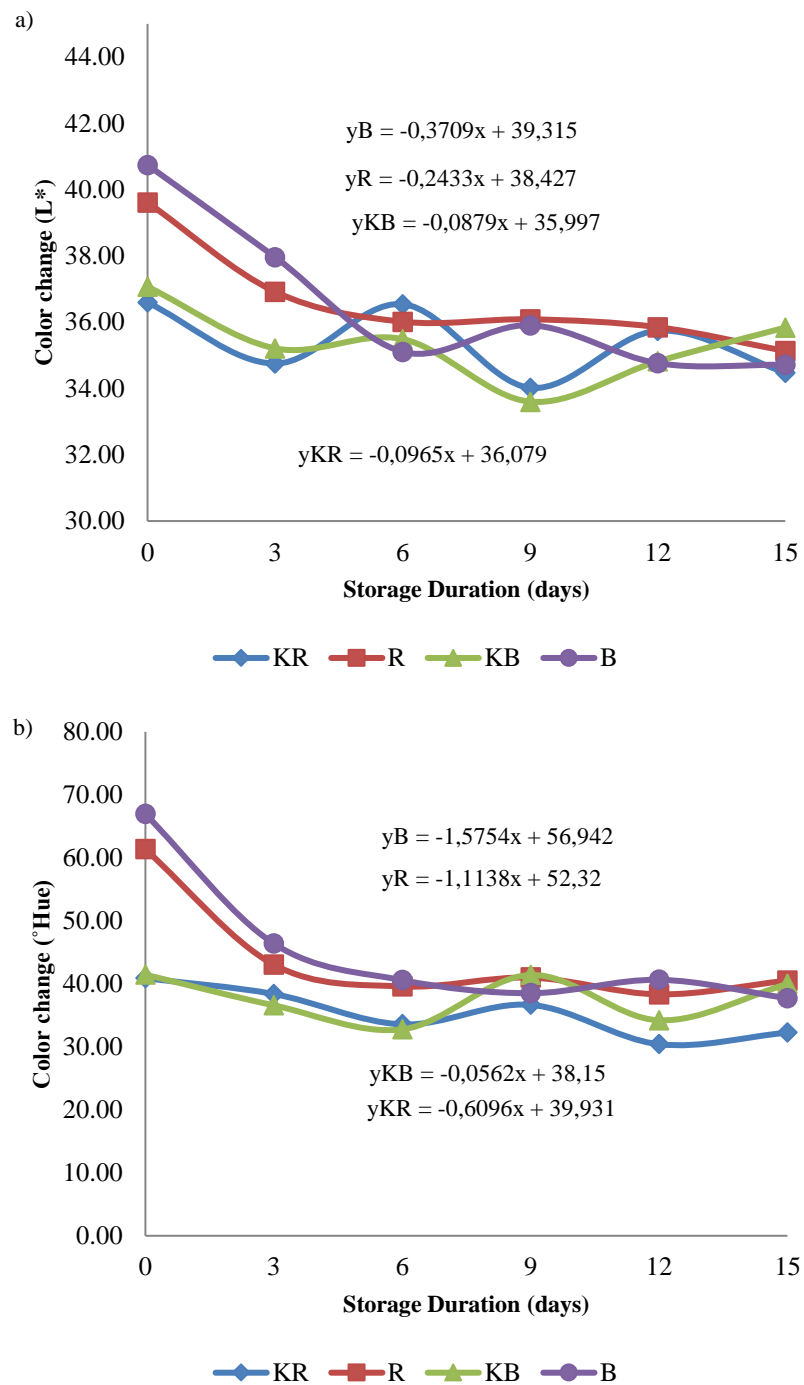 a)
44.00
42.00
40.00
38.00
36.00
34.00
32.00
30.00
Color change (L*)
yB = -0,3709x + 39,315
yR = -0,2433x + 38,427
yKB = -0,0879x + 35,997
yKR = -0,0965x + 36,079
0 3 6 9 12 15
Storage Duration (days)
KR R KB B
b)
80.00
70.00
60.00
50.00
40.00
30.00
20.00
10.00
0.00
Color change (°Hue)
yB = -1,5754x + 56,942
yR = -1,1138x + 52,32
yKB = -0,0562x + 38,15
yKR = -0,6096x + 39,931
0 3 6 9 12 15
Storage Duration (days)
KR R KB B